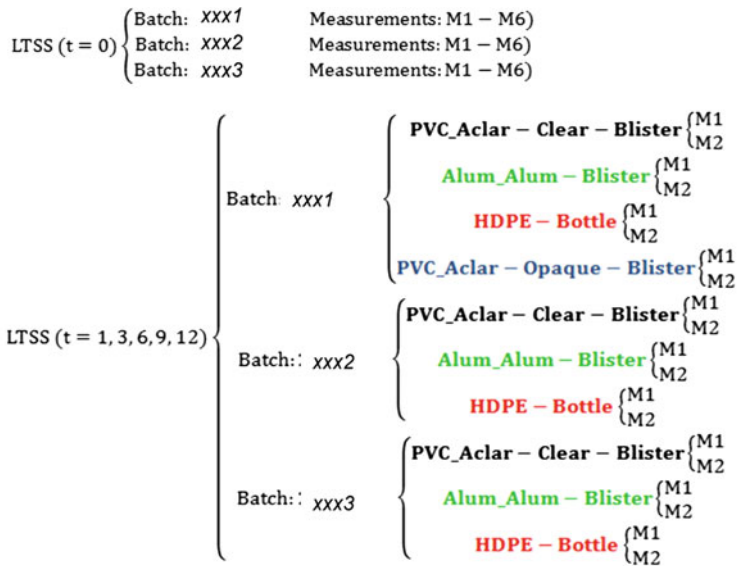 LTSS (t = 0)
Batch: xxx1 Measurements: M1 − M6)
Batch: xxx2 Measurements: M1 − M6)
Batch: xxx3 Measurements: M1 − M6)
LTSS (t = 1, 3, 6, 9, 12)
Batch: xxx1
PVC_Aclar − Clear − Blister M1
M2
Alum_Alum − Blister M1
M2
HDPE − Bottle M1
M2
PVC_Aclar − Opaque − Blister M1
M2
Batch:: xxx2
PVC_Aclar − Clear − Blister M1
M2
Alum_Alum − Blister M1
M2
HDPE − Bottle M1
M2
Batch:: xxx3
PVC_Aclar − Clear − Blister M1
M2
Alum_Alum − Blister M1
M2
HDPE − Bottle M1
M2